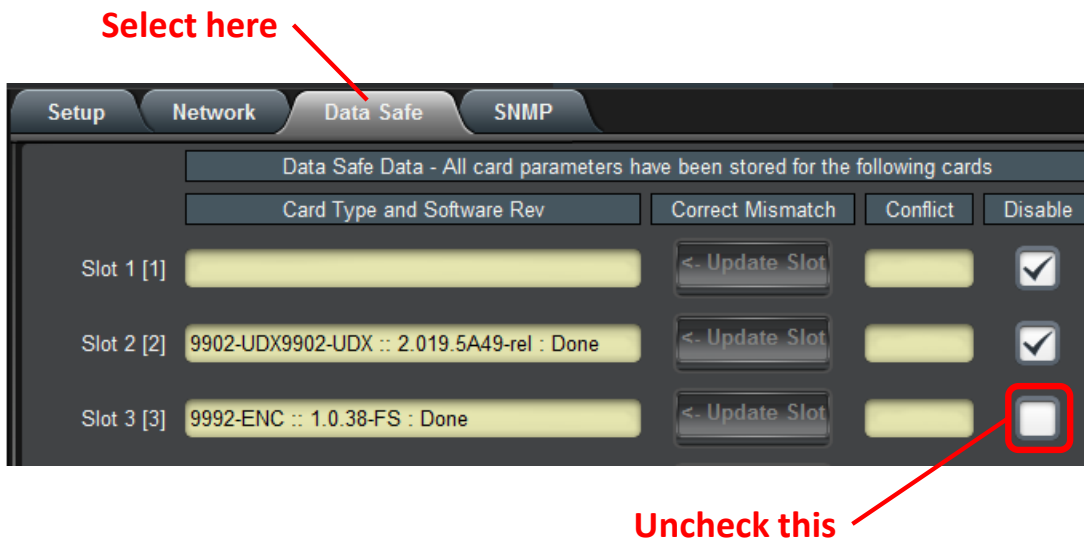 Select here
Setup Network Data Safe SNMP
Data Safe Data - All card parameters have been stored for the following cards
Card Type and Software Rev Correct Mismatch Conflict Disable
Slot 1 [1] <- Update Slot
Slot 2 [2] 9902-UDX9902-UDX :: 2.019.5A49-rel : Done <- Update Slot
Slot 3 [3] 9992-ENC :: 1.0.38-FS : Done <- Update Slot
Uncheck this